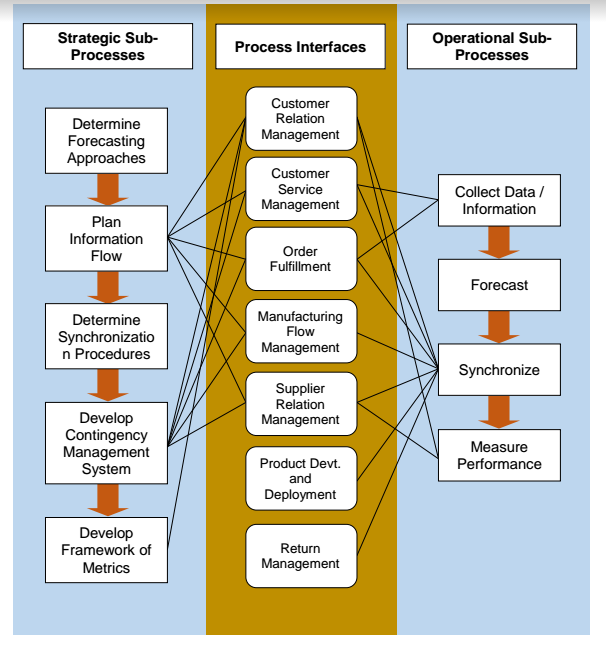 Strategic Sub-
Processes
Process Interfaces
Operational Sub-
Processes
Determine
Forecasting
Approaches
Plan
Information
Flow
Determine
Synchronizatio
n Procedures
Develop
Contingency
Management
System
Develop
Framework of
Metrics
Customer
Relation
Management
Customer
Service
Management
Order
Fulfillment
Manufacturing
Flow
Management
Supplier
Relation
Management
Product Devt.
and
Deployment
Return
Management
Collect Data /
Information
Forecast
Synchronize
Measure
Performance